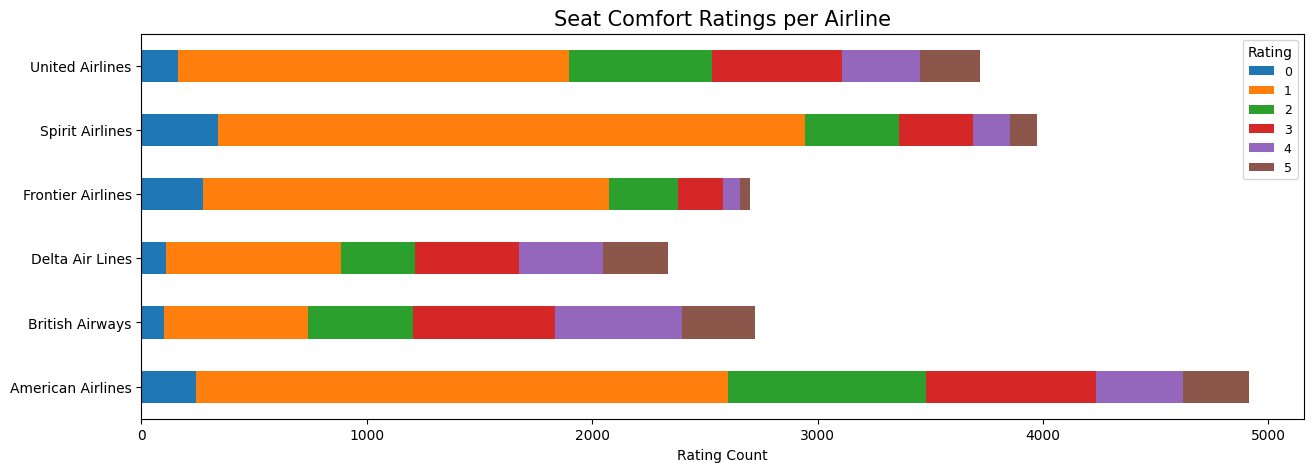 Seat Comfort Ratings per Airline
United Airlines
Spirit Airlines
Frontier Airlines
Delta Air Lines
British Airways
American Airlines
Rating
0
1
2
3
4
5
0 1000 2000 3000 4000 5000
Rating Count